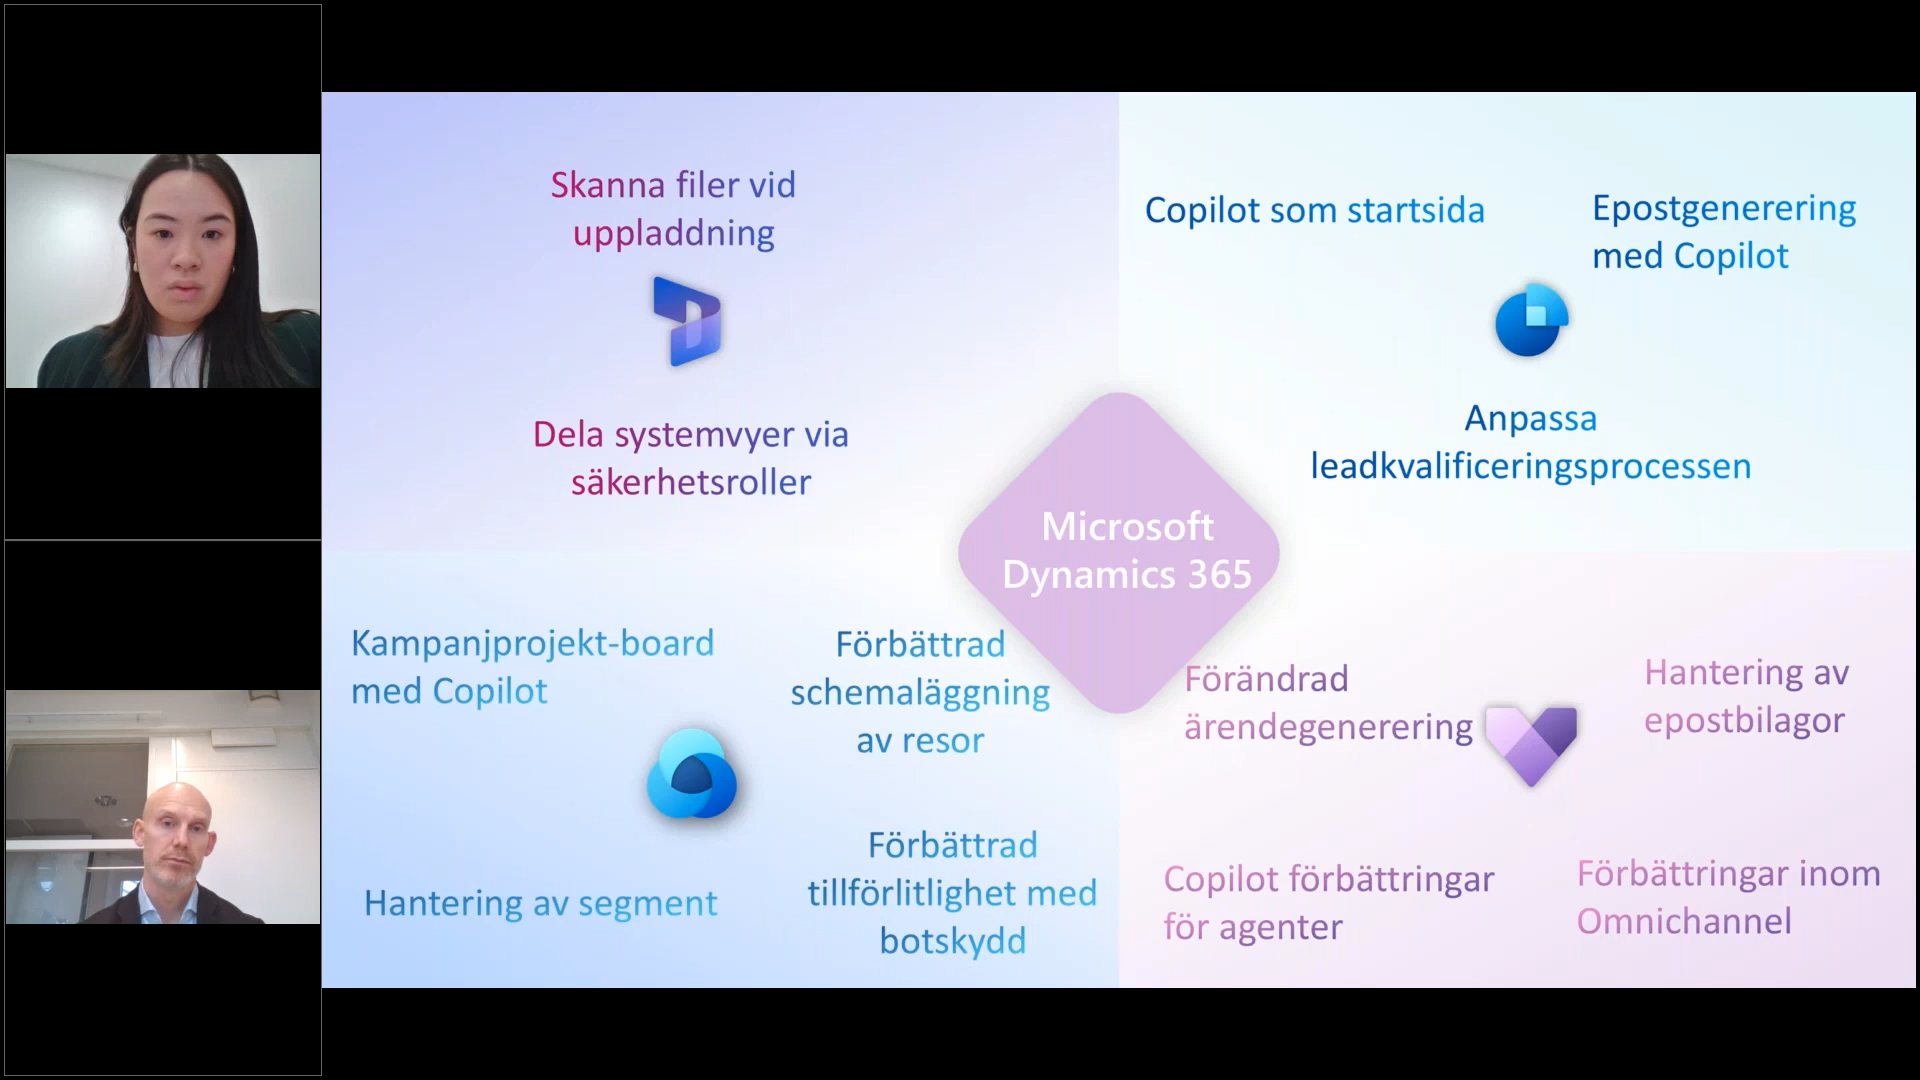 Skanna filer vid
uppladdning
Dela systemvyer via
säkerhetsroller
Copilot som startsida
Epostgenerering
med Copilot
Anpassa
leadkvalificeringsprocessen
Microsoft
Dynamics 365
Kampanjprojekt-board
med Copilot
Förbättrad
schemaläggning
av resor
Hantering av segment
Förbättrad
tillförlitlighet med
botskydd
Förändrad
ärendegenerering
Hantering av
epostbilagor
Copilot förbättringar
för agenter
Förbättringar inom
Omnichannel